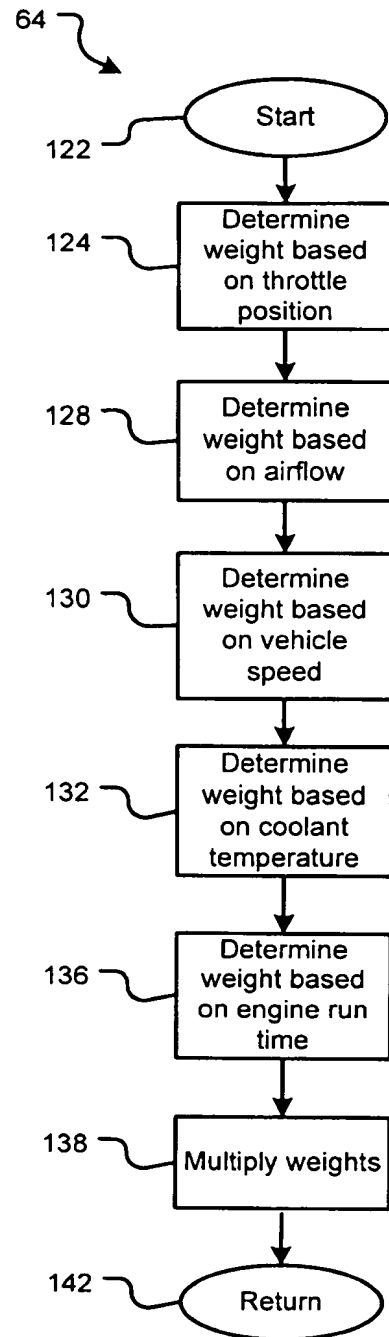 64
122
Start
124
Determine
weight based
on throttle
position
128
Determine
weight based
on airflow
130
Determine
weight based
on vehicle
speed
132
Determine
weight based
on coolant
temperature
136
Determine
weight based
on engine run
time
138
Multiply weights
142
Return